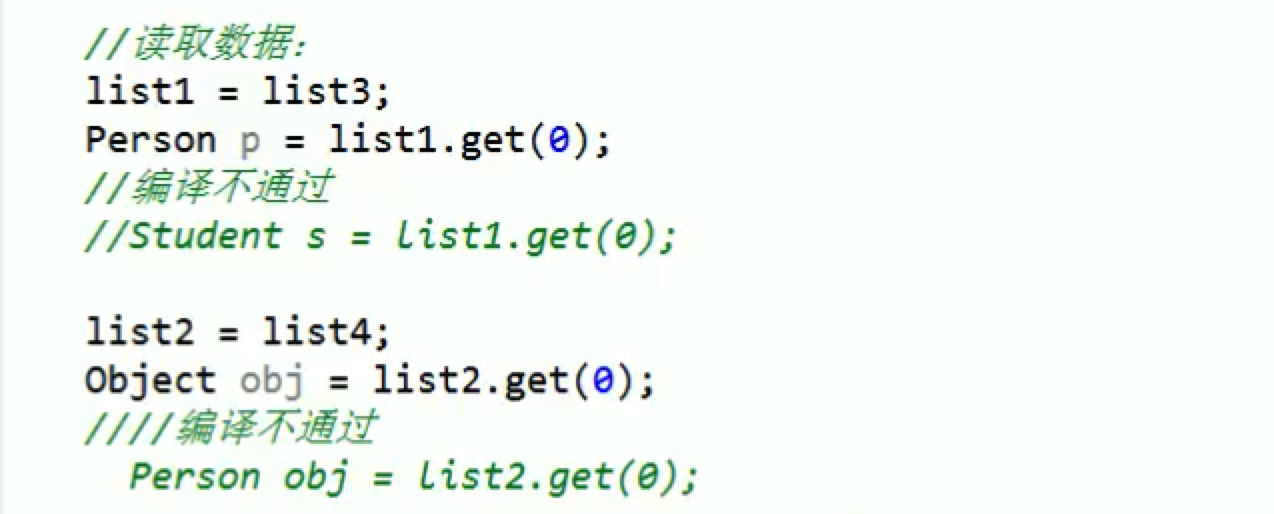 //读取数据：
list1 = list3;
Person p = list1.get(0);
//编译不通过
//Student s = list1.get(0);
list2 = list4;
Object obj = list2.get(0);
////编译不通过
Person obj = list2.get(0);